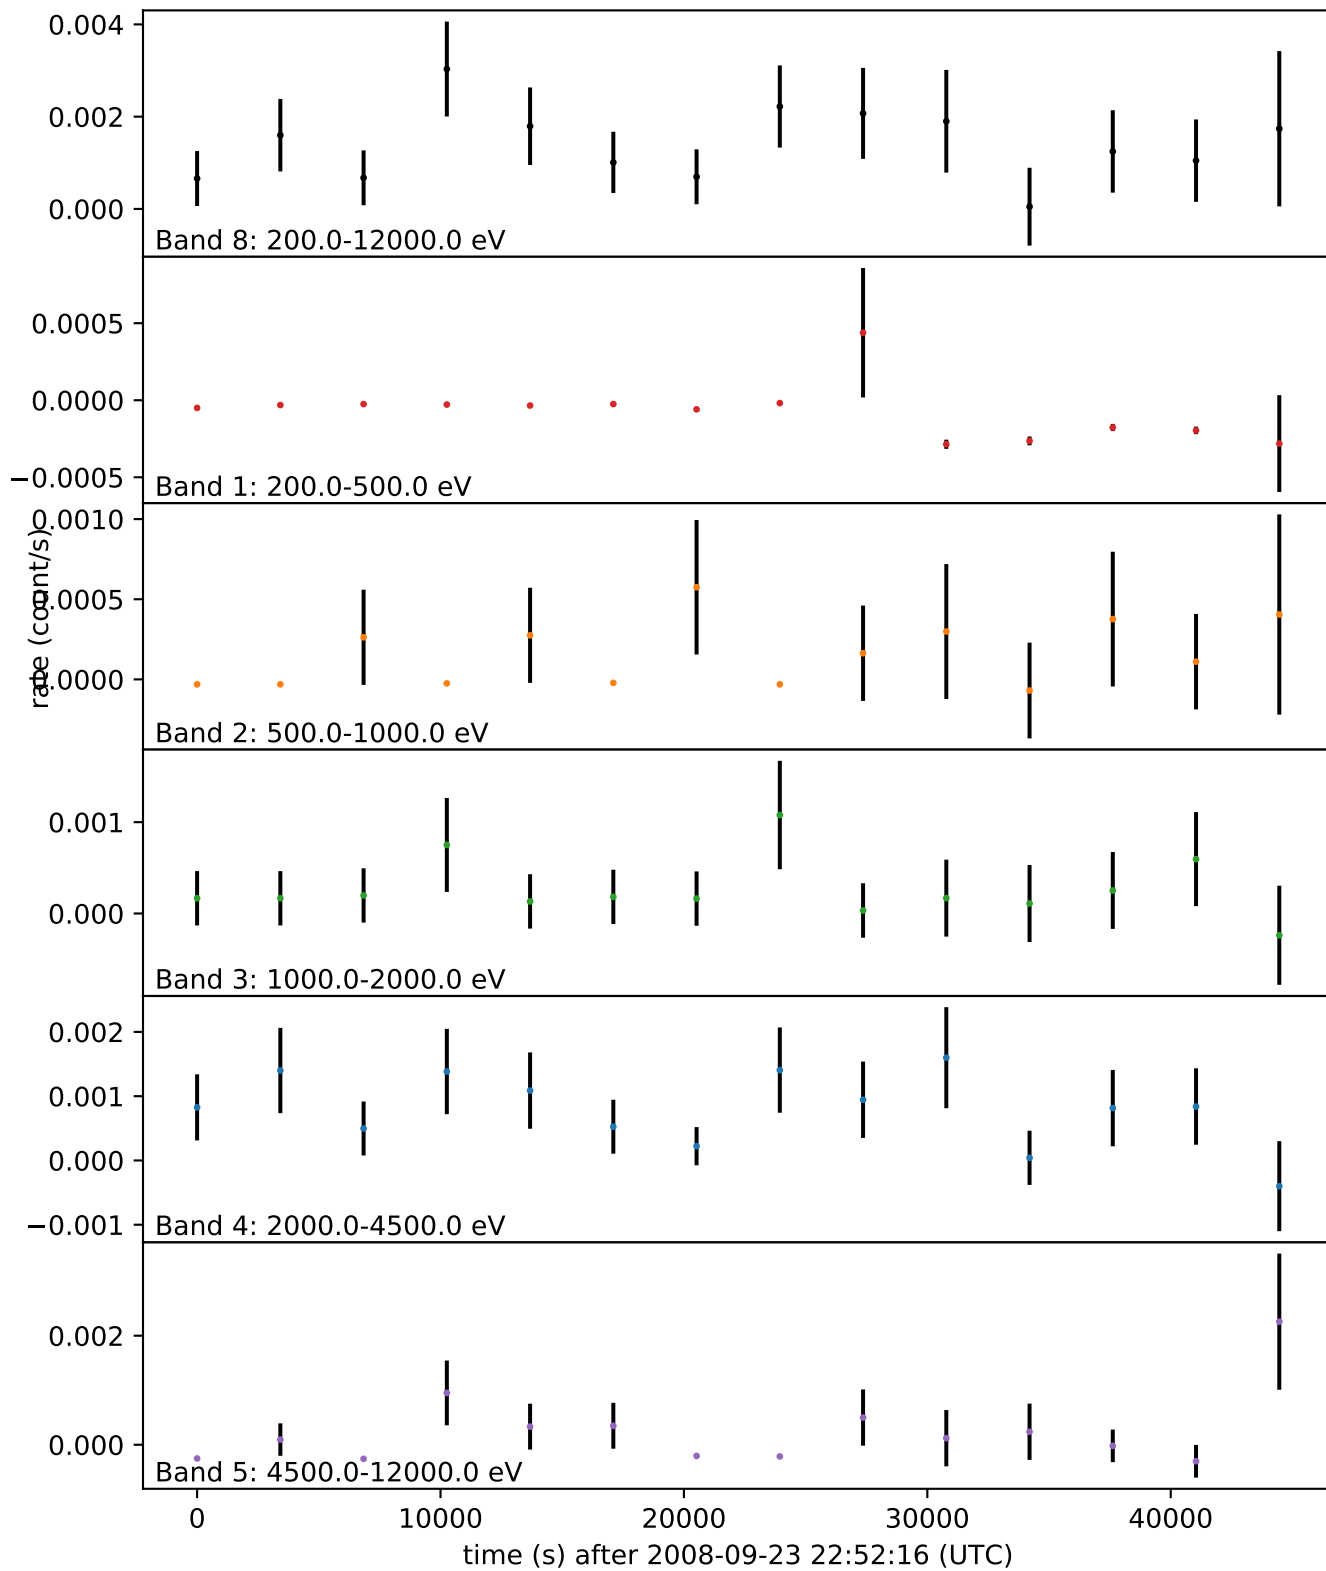 0.004
0.002
0.000
Band 8: 200.0-12000.0 eV
0.0005
0.0000
−0.0005
Band 1: 200.0-500.0 eV
rate (count/s)
0.0010
0.0005
0.0000
Band 2: 500.0-1000.0 eV
0.001
0.000
Band 3: 1000.0-2000.0 eV
0.002
0.001
0.000
−0.001
Band 4: 2000.0-4500.0 eV
0.002
0.000
Band 5: 4500.0-12000.0 eV
0 10000 20000 30000 40000
time (s) after 2008-09-23 22:52:16 (UTC)